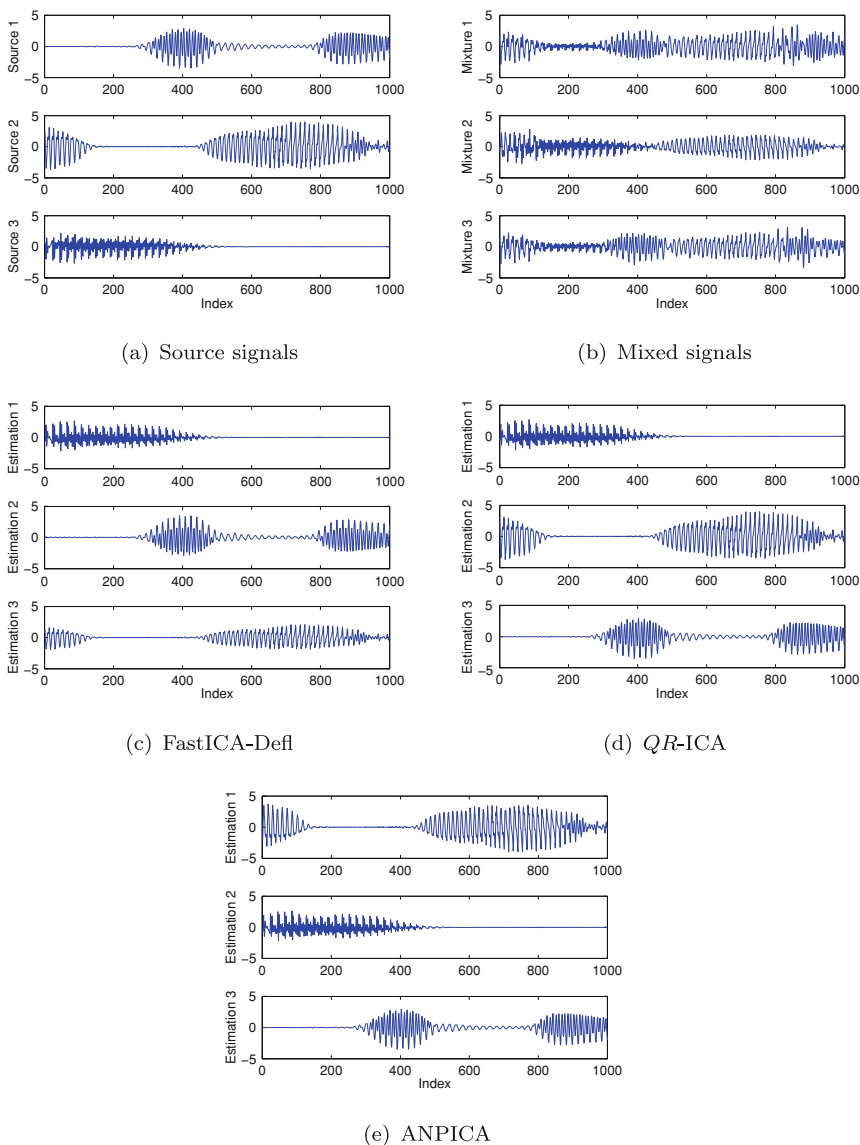 5
0
−5
Source 1
0 200 400 600 800 1000
5
0
−5
Source 2
0 200 400 600 800 1000
5
0
−5
Source 3
0 200 400 600 800 1000
Index
(a) Source signals
5
0
−5
Mixture 1
0 200 400 600 800 1000
5
0
−5
Mixture 2
0 200 400 600 800 1000
5
0
−5
Mixture 3
0 200 400 600 800 1000
Index
(b) Mixed signals
5
0
−5
Estimation 1
0 200 400 600 800 1000
5
0
−5
Estimation 2
0 200 400 600 800 1000
5
0
−5
Estimation 3
0 200 400 600 800 1000
Index
(c) FastICA-Defl
5
0
−5
Estimation 1
0 200 400 600 800 1000
5
0
−5
Estimation 2
0 200 400 600 800 1000
5
0
−5
Estimation 3
0 200 400 600 800 1000
Index
(d) QR-ICA
5
0
−5
Estimation 1
0 200 400 600 800 1000
5
0
−5
Estimation 2
0 200 400 600 800 1000
5
0
−5
Estimation 3
0 200 400 600 800 1000
Index
(e) ANPICA